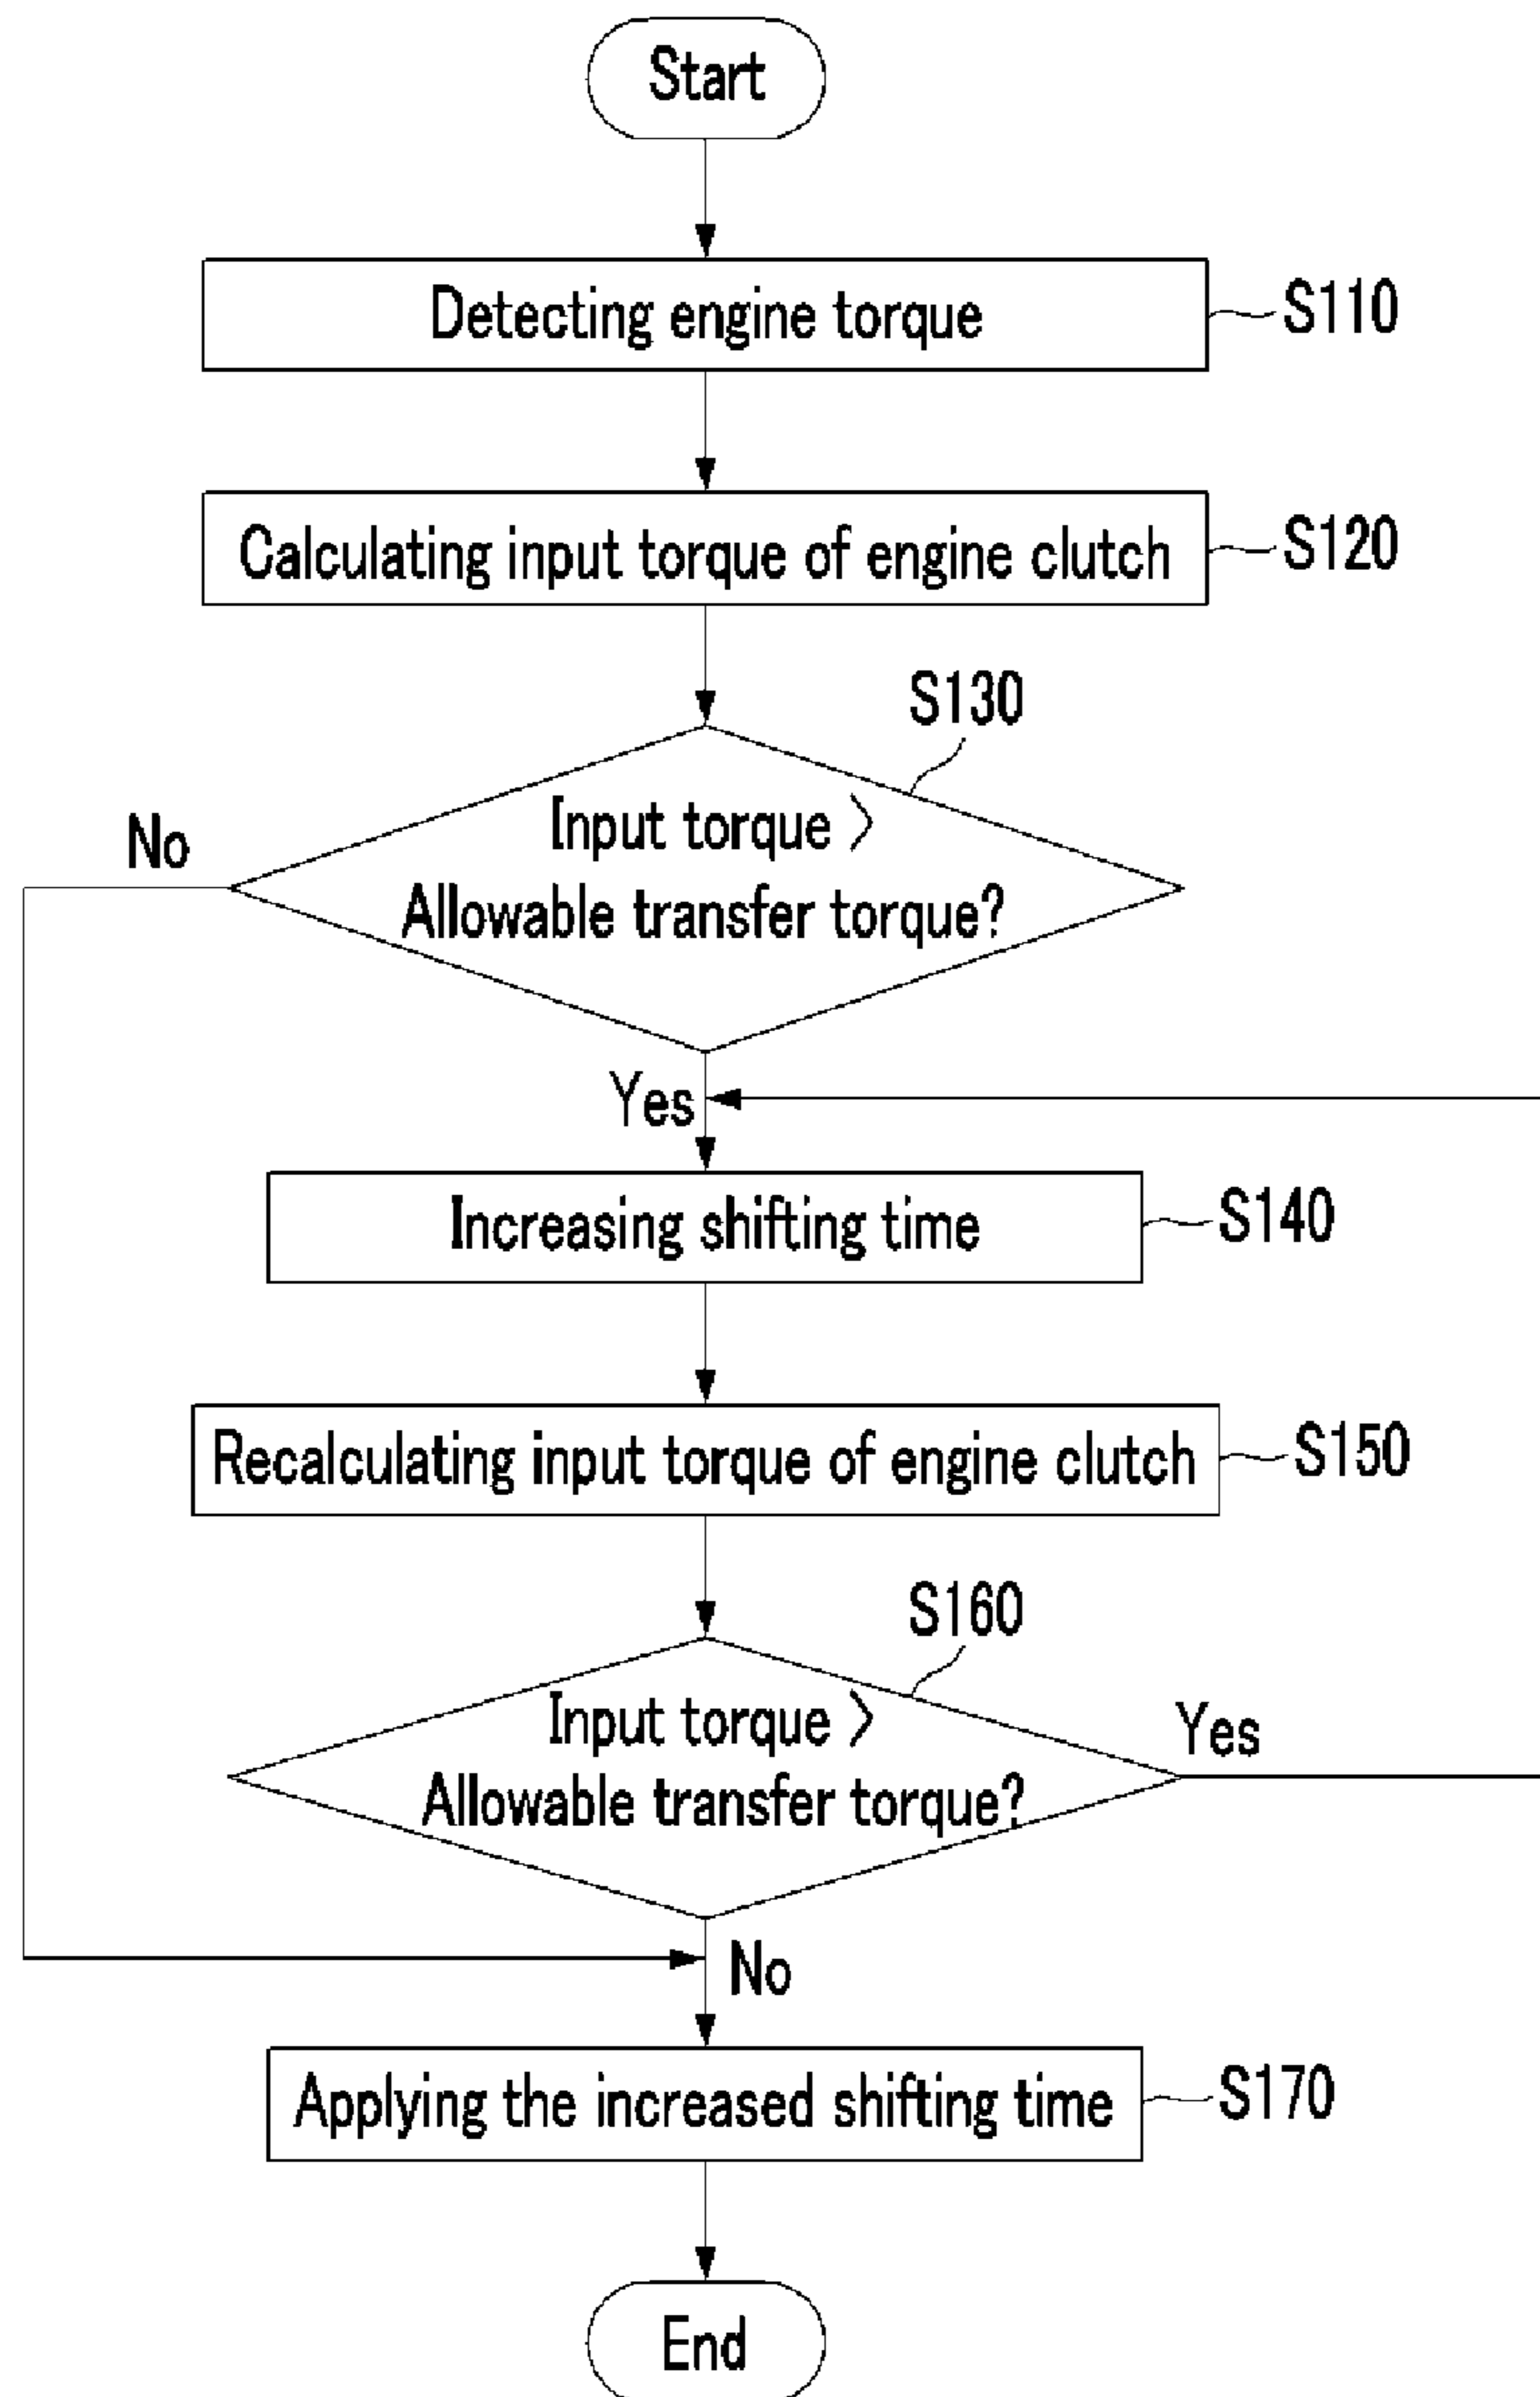 Start
Detecting engine torque
S110
Calculating input torque of engine clutch
S120
S130
Input torque >
Allowable transfer torque?
No
Yes
Increasing shifting time
S140
Recalculating input torque of engine clutch
S150
S160
Input torque >
Allowable transfer torque?
Yes
No
Applying the increased shifting time
S170
End